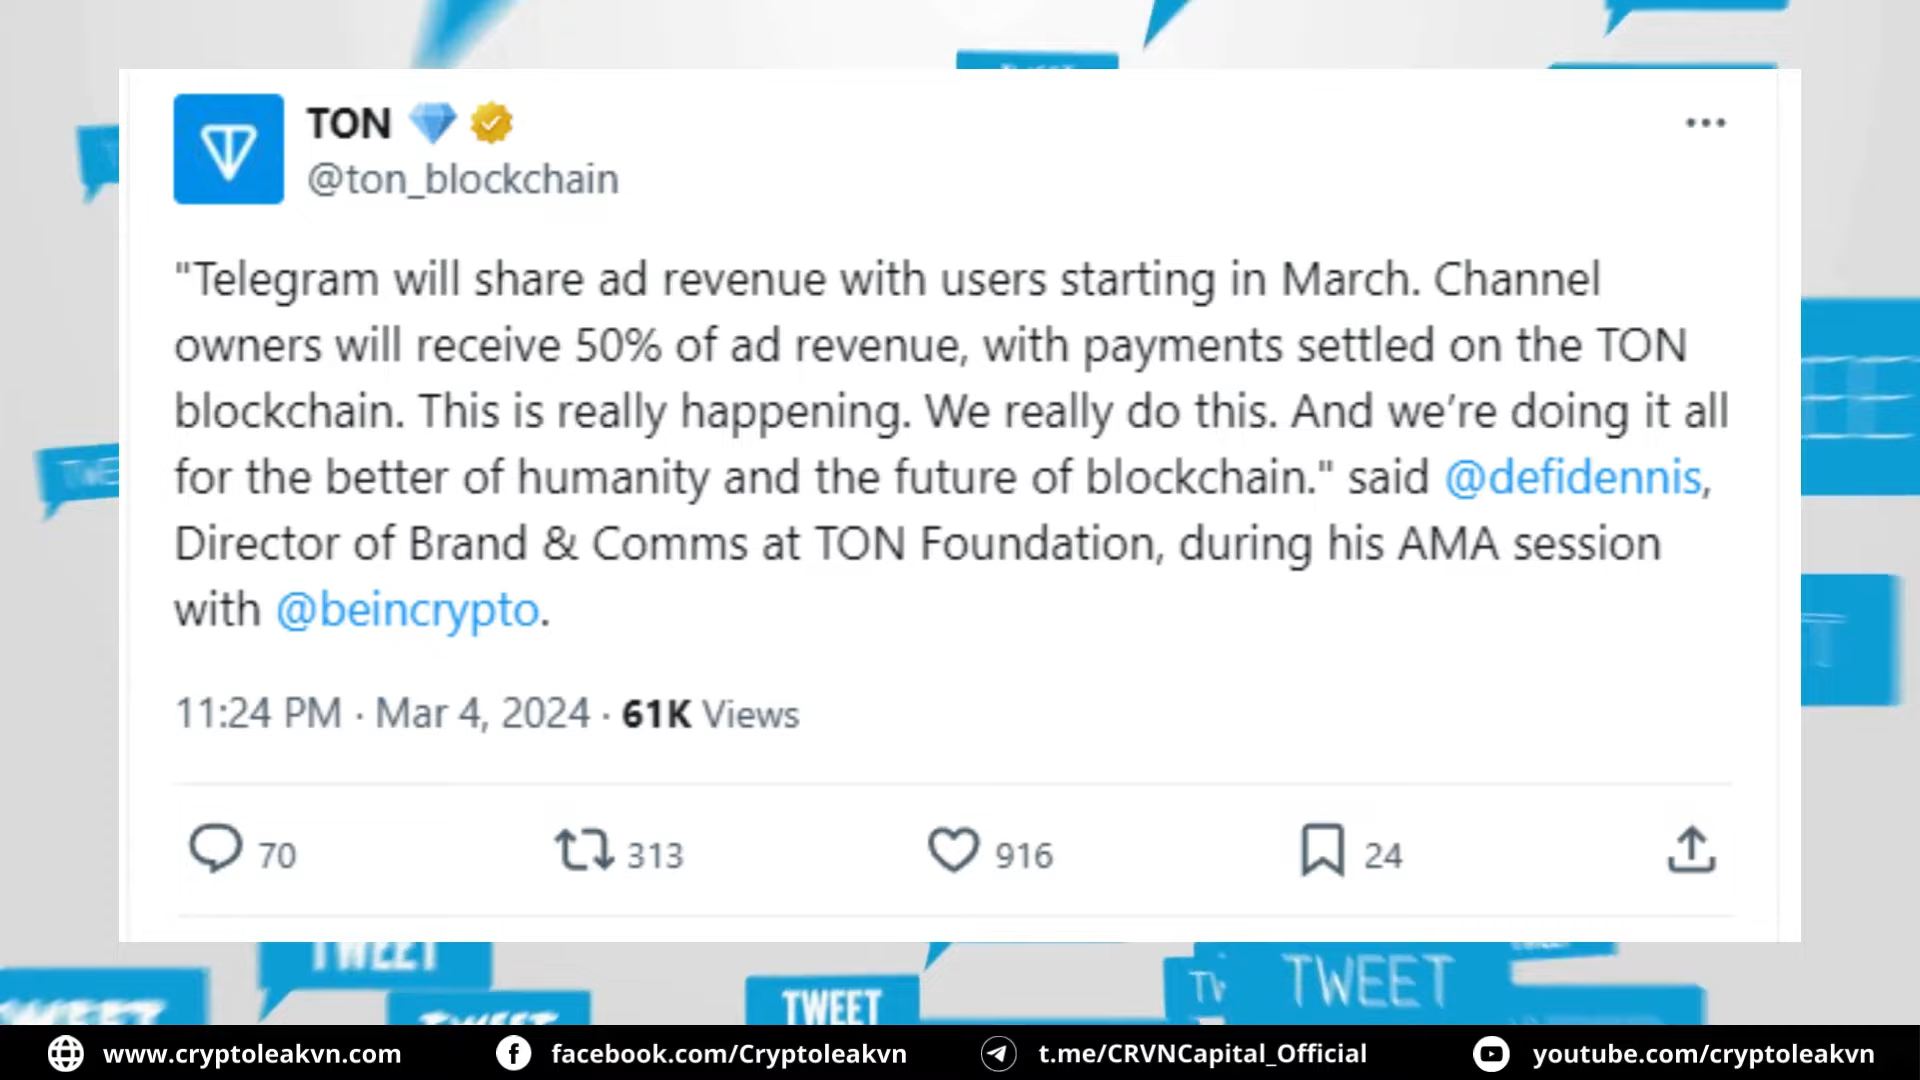 TON
@ton_blockchain
"Telegram will share ad revenue with users starting in March. Channel
owners will receive 50% of ad revenue, with payments settled on the TON
blockchain. This is really happening. We really do this. And we’re doing it all
for the better of humanity and the future of blockchain." said @defidennis,
Director of Brand & Comms at TON Foundation, during his AMA session
with @beincrypto.
11:24 PM · Mar 4, 2024 · 61K Views
70 313 916 24
TWEET
TWEET
TWEET
TWEET
TWEET
www.cryptoleakvn.com facebook.com/Cryptoleakvn t.me/CRVNCapital_Official youtube.com/cryptoleakvn